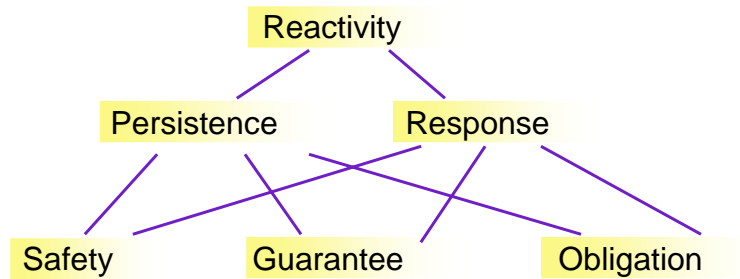 Reactivity
Persistence Response
Safety Guarantee Obligation